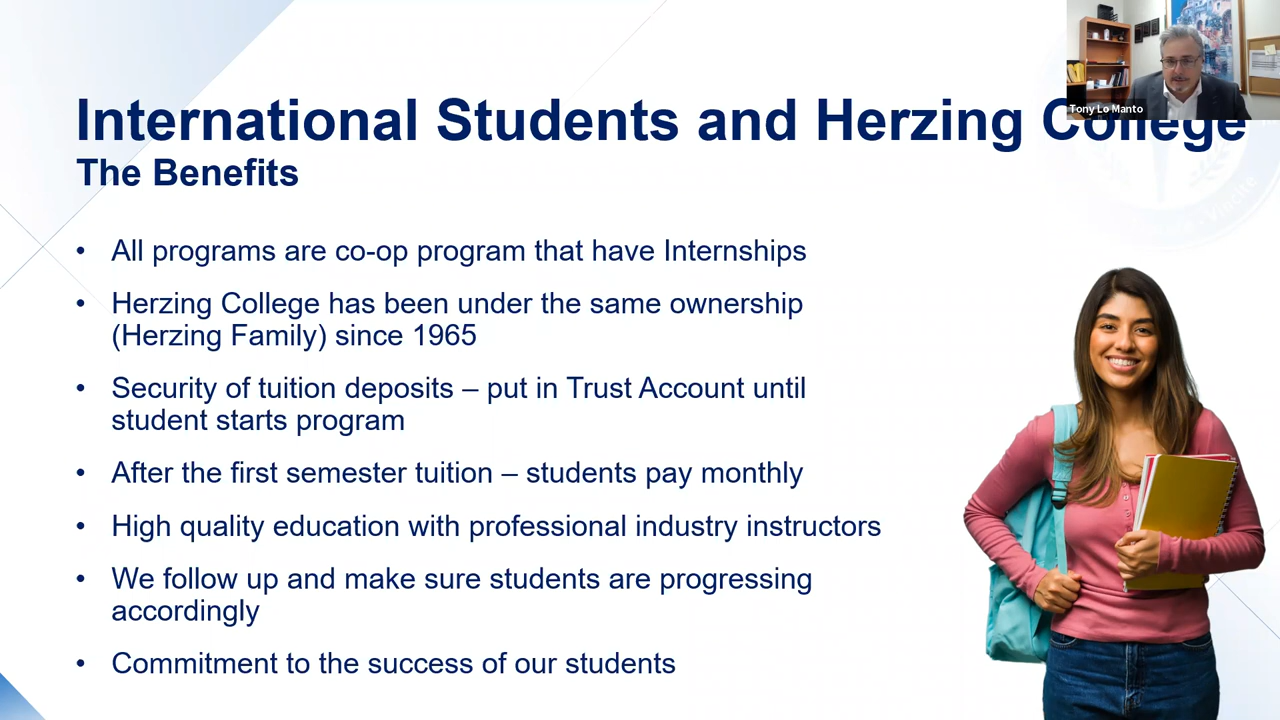 International Students and Herzing College
The Benefits
Tony Lo Manto
• All programs are co-op program that have Internships
• Herzing College has been under the same ownership
(Herzing Family) since 1965
• Security of tuition deposits – put in Trust Account until
student starts program
• After the first semester tuition – students pay monthly
• High quality education with professional industry instructors
• We follow up and make sure students are progressing
accordingly
• Commitment to the success of our students